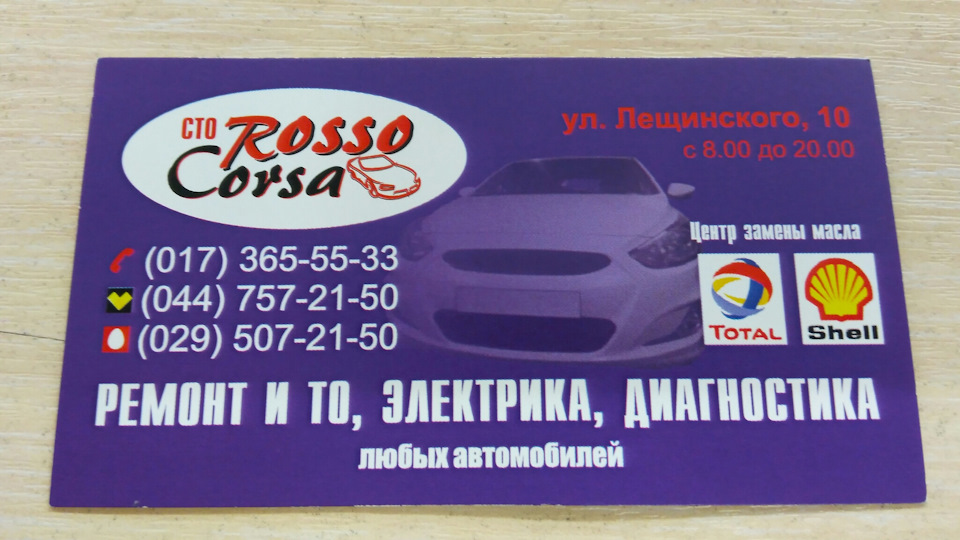 СТО Rosso
Corsa
ул. Лещинского, 10
с 8.00 до 20.00
Центр замены масла
(017) 365-55-33
(044) 757-21-50
(029) 507-21-50
TOTAL
Shell
РЕМОНТ И ТО, ЭЛЕКТРИКА, ДИАГНОСТИКА
любых автомобилей